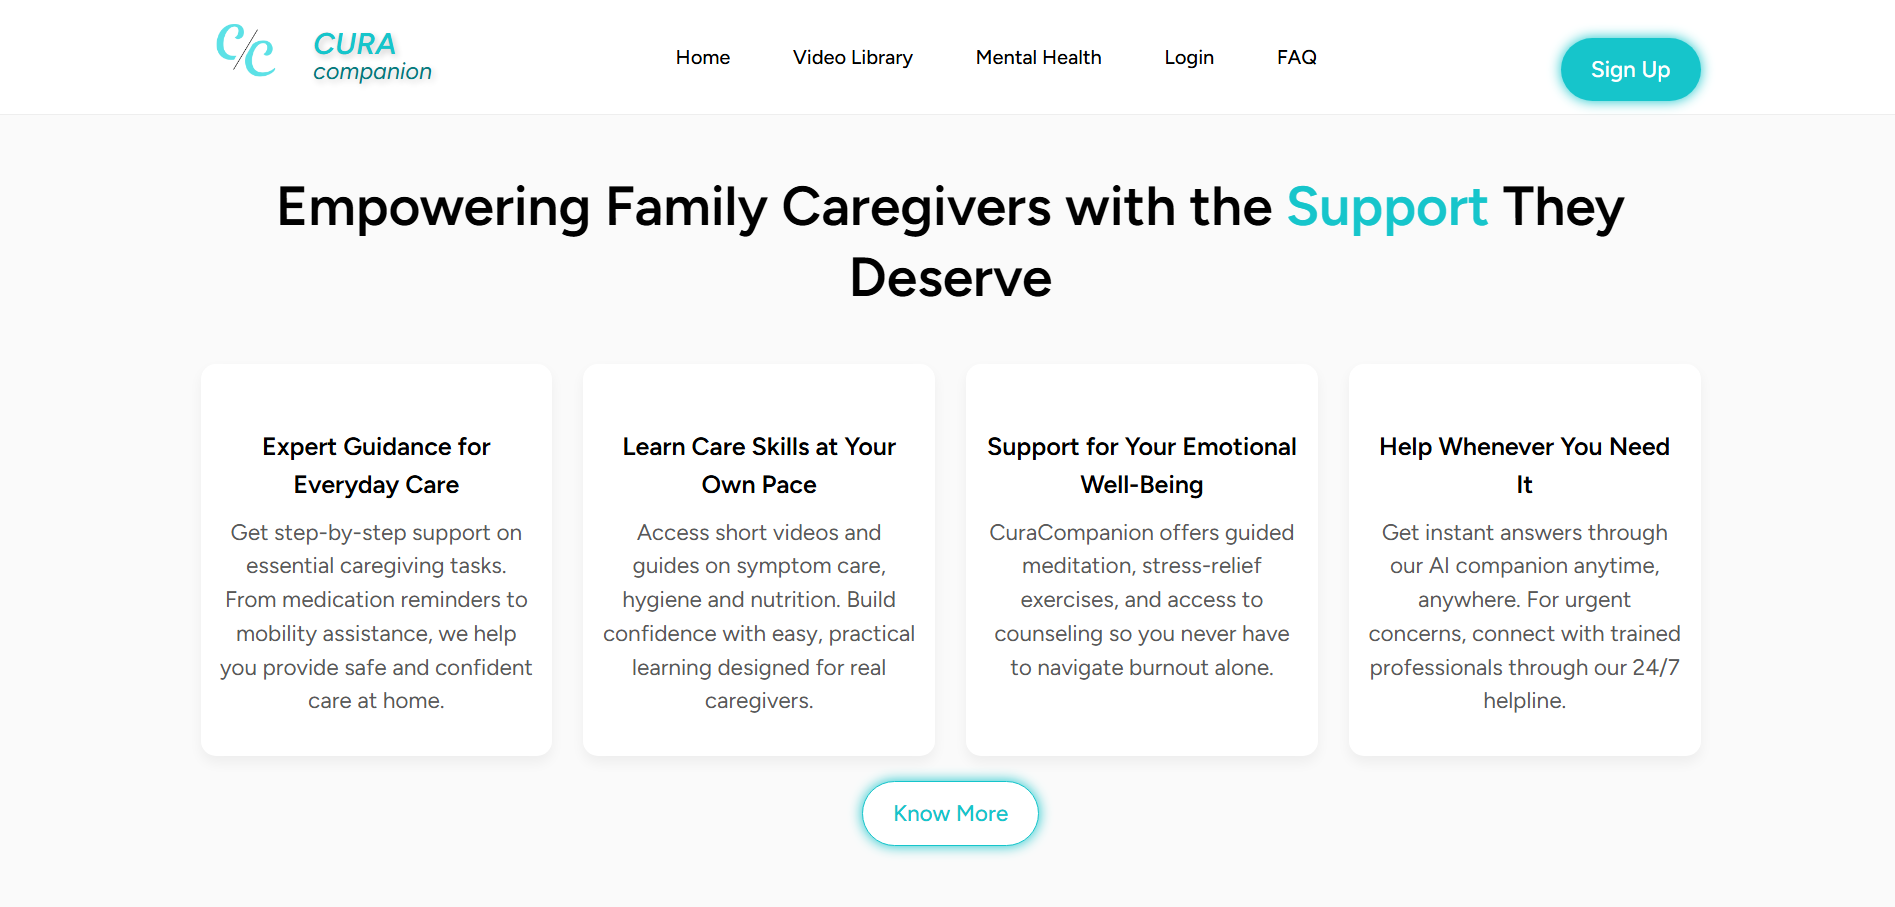 C/C
CURA
companion
Home
Video Library
Mental Health
Login
FAQ
Sign Up
Empowering Family Caregivers with the Support They
Deserve
Expert Guidance for
Everyday Care
Get step-by-step support on
essential caregiving tasks.
From medication reminders to
mobility assistance, we help
you provide safe and confident
care at home.
Learn Care Skills at Your
Own Pace
Access short videos and
guides on symptom care,
hygiene and nutrition. Build
confidence with easy, practical
learning designed for real
caregivers.
Support for Your Emotional
Well-Being
CuraCompanion offers guided
meditation, stress-relief
exercises, and access to
counseling so you never have
to navigate burnout alone.
Help Whenever You Need
It
Get instant answers through
our AI companion anytime,
anywhere. For urgent
concerns, connect with trained
professionals through our 24/7
helpline.
Know More